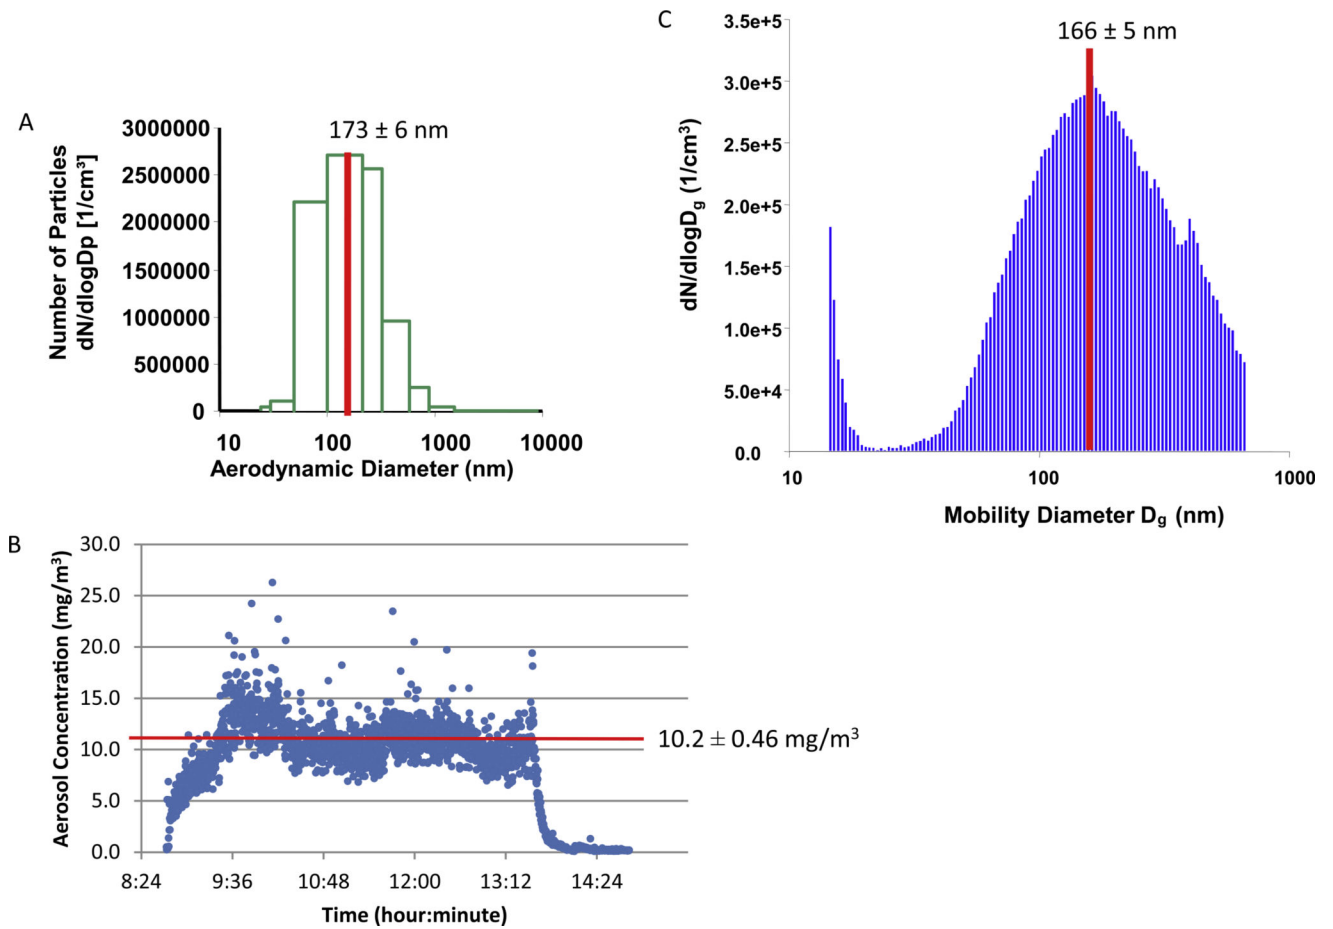 A
173 ± 6 nm
Number of Particles
dN/dlogDp [1/cm³]
3000000
2500000
2000000
1500000
1000000
500000
0
10 100 1000 10000
Aerodynamic Diameter (nm)
C
166 ± 5 nm
dN/dlogD₉ (1/cm³)
3.5e+5
3.0e+5
2.5e+5
2.0e+5
1.5e+5
1.0e+5
5.0e+4
0.0
10 100 1000
Mobility Diameter Dg (nm)
B
Aerosol Concentration (mg/m³)
30.0
25.0
20.0
15.0
10.0
5.0
0.0
10.2 ± 0.46 mg/m³
8:24 9:36 10:48 12:00 13:12 14:24
Time (hour:minute)